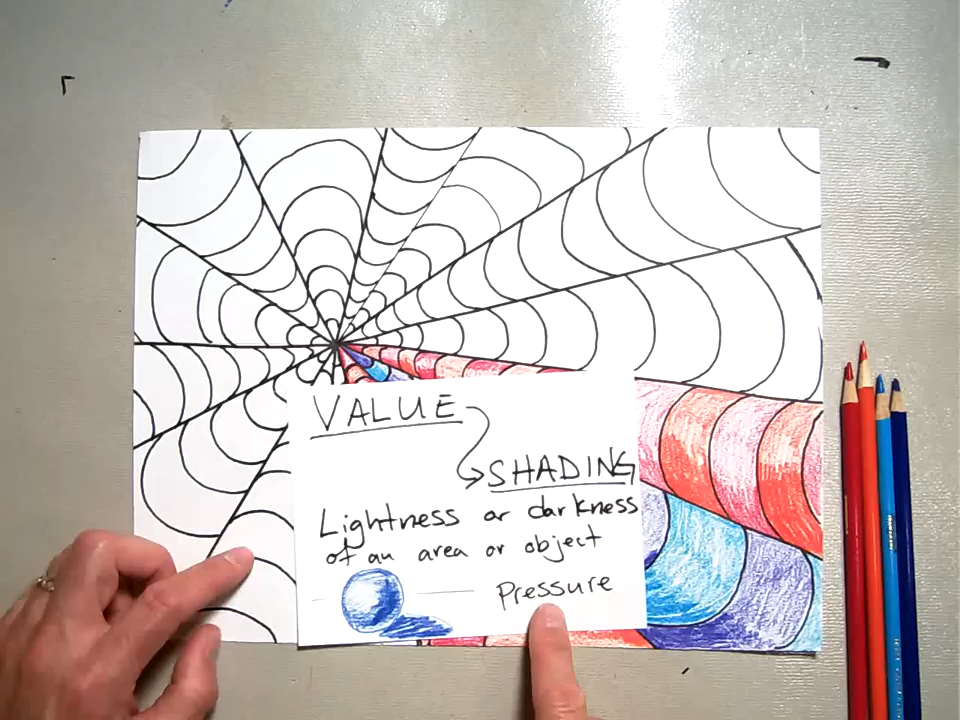 VALUE
SHADING
Lightness or darkness
of an area or object
Pressure